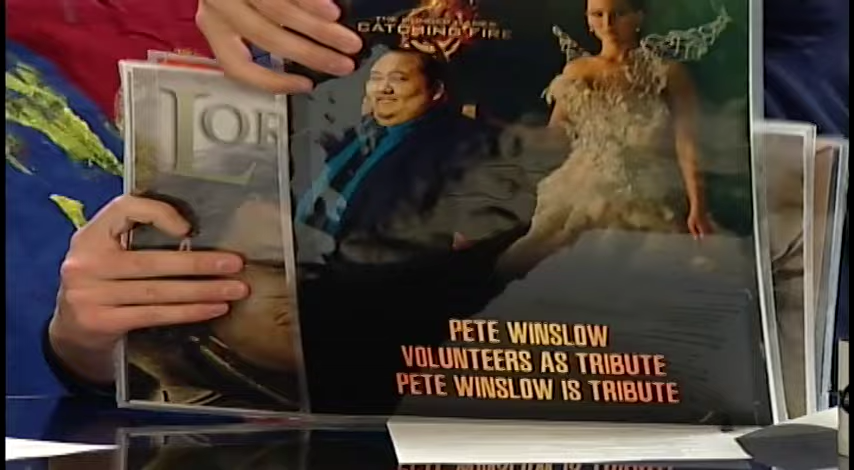 THE HUNGER GAMES
CATCHING FIRE
LOR
PETE WINSLOW
VOLUNTEERS AS TRIBUTE
PETE WINSLOW IS TRIBUTE